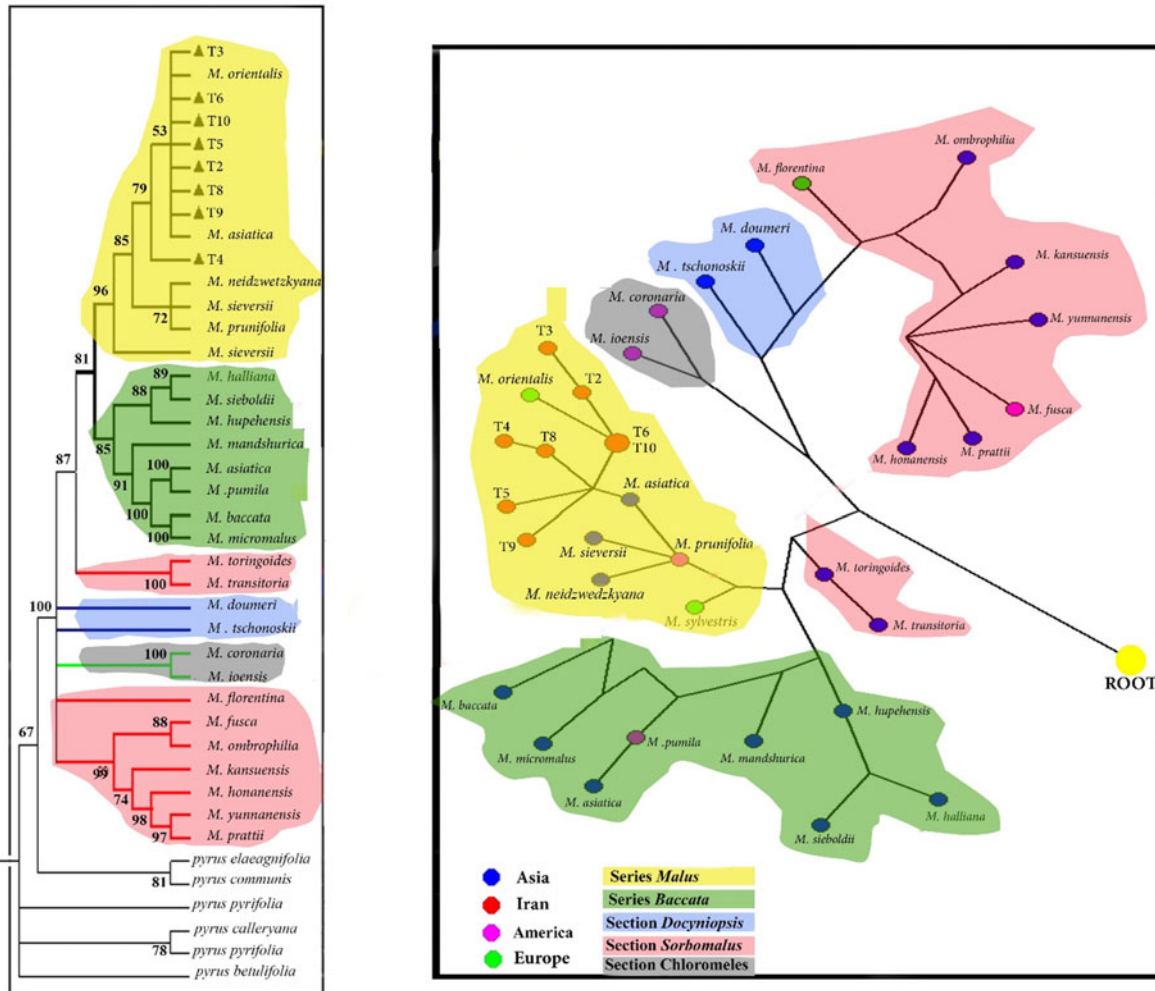 T3
M. orientalis
T6
T10
T5
53
T2
T8
79
T9
M. asiatica
85
T4
M. neidzwetzkyana
96
M. sieversii
72
M. prunifolia
M. sieversii
81
89
M. halliana
88
M. sieboldii
M. hupehensis
85
M. mandshurica
87
100
M. asiatica
91
M .pumila
100
M. baccata
100
M. micromalus
M. toringoides
100
M. transitoria
100
M. doumeri
M . tschonoskii
100
M. coronaria
M. ioensis
M. florentina
67
88
M. fusca
M. ombrophilia
99
M. kansuensis
74
M. honanensis
98
M. yunnanensis
97
M. prattii
pyrus elaeagnifolia
81
pyrus communis
pyrus pyrifolia
pyrus calleryana
78
pyrus pyrifolia
pyrus betulifolia
M. ombrophilia
M. florentina
M. doumeri
M . tschonoskii
M. kansuensis
M. coronaria
M. yunnanensis
M. ioensis
T3
M. orientalis
T2
M. fusca
T4
T8
T6
T10
M. prattii
M. honanensis
M. asiatica
T5
T9
M. sieversii
M. prunifolia
M. toringoides
M. neidzwedzkyana
M. sylvestris
M. transitoria
ROOT
M. baccata
M. hupehensis
M. micromalus
M .pumila
M. mandshurica
M. asiatica
M. halliana
M. sieboldii
Asia
Iran
America
Europe
Series Malus
Series Baccata
Section Docyniopsis
Section Sorbomalus
Section Chloromeles